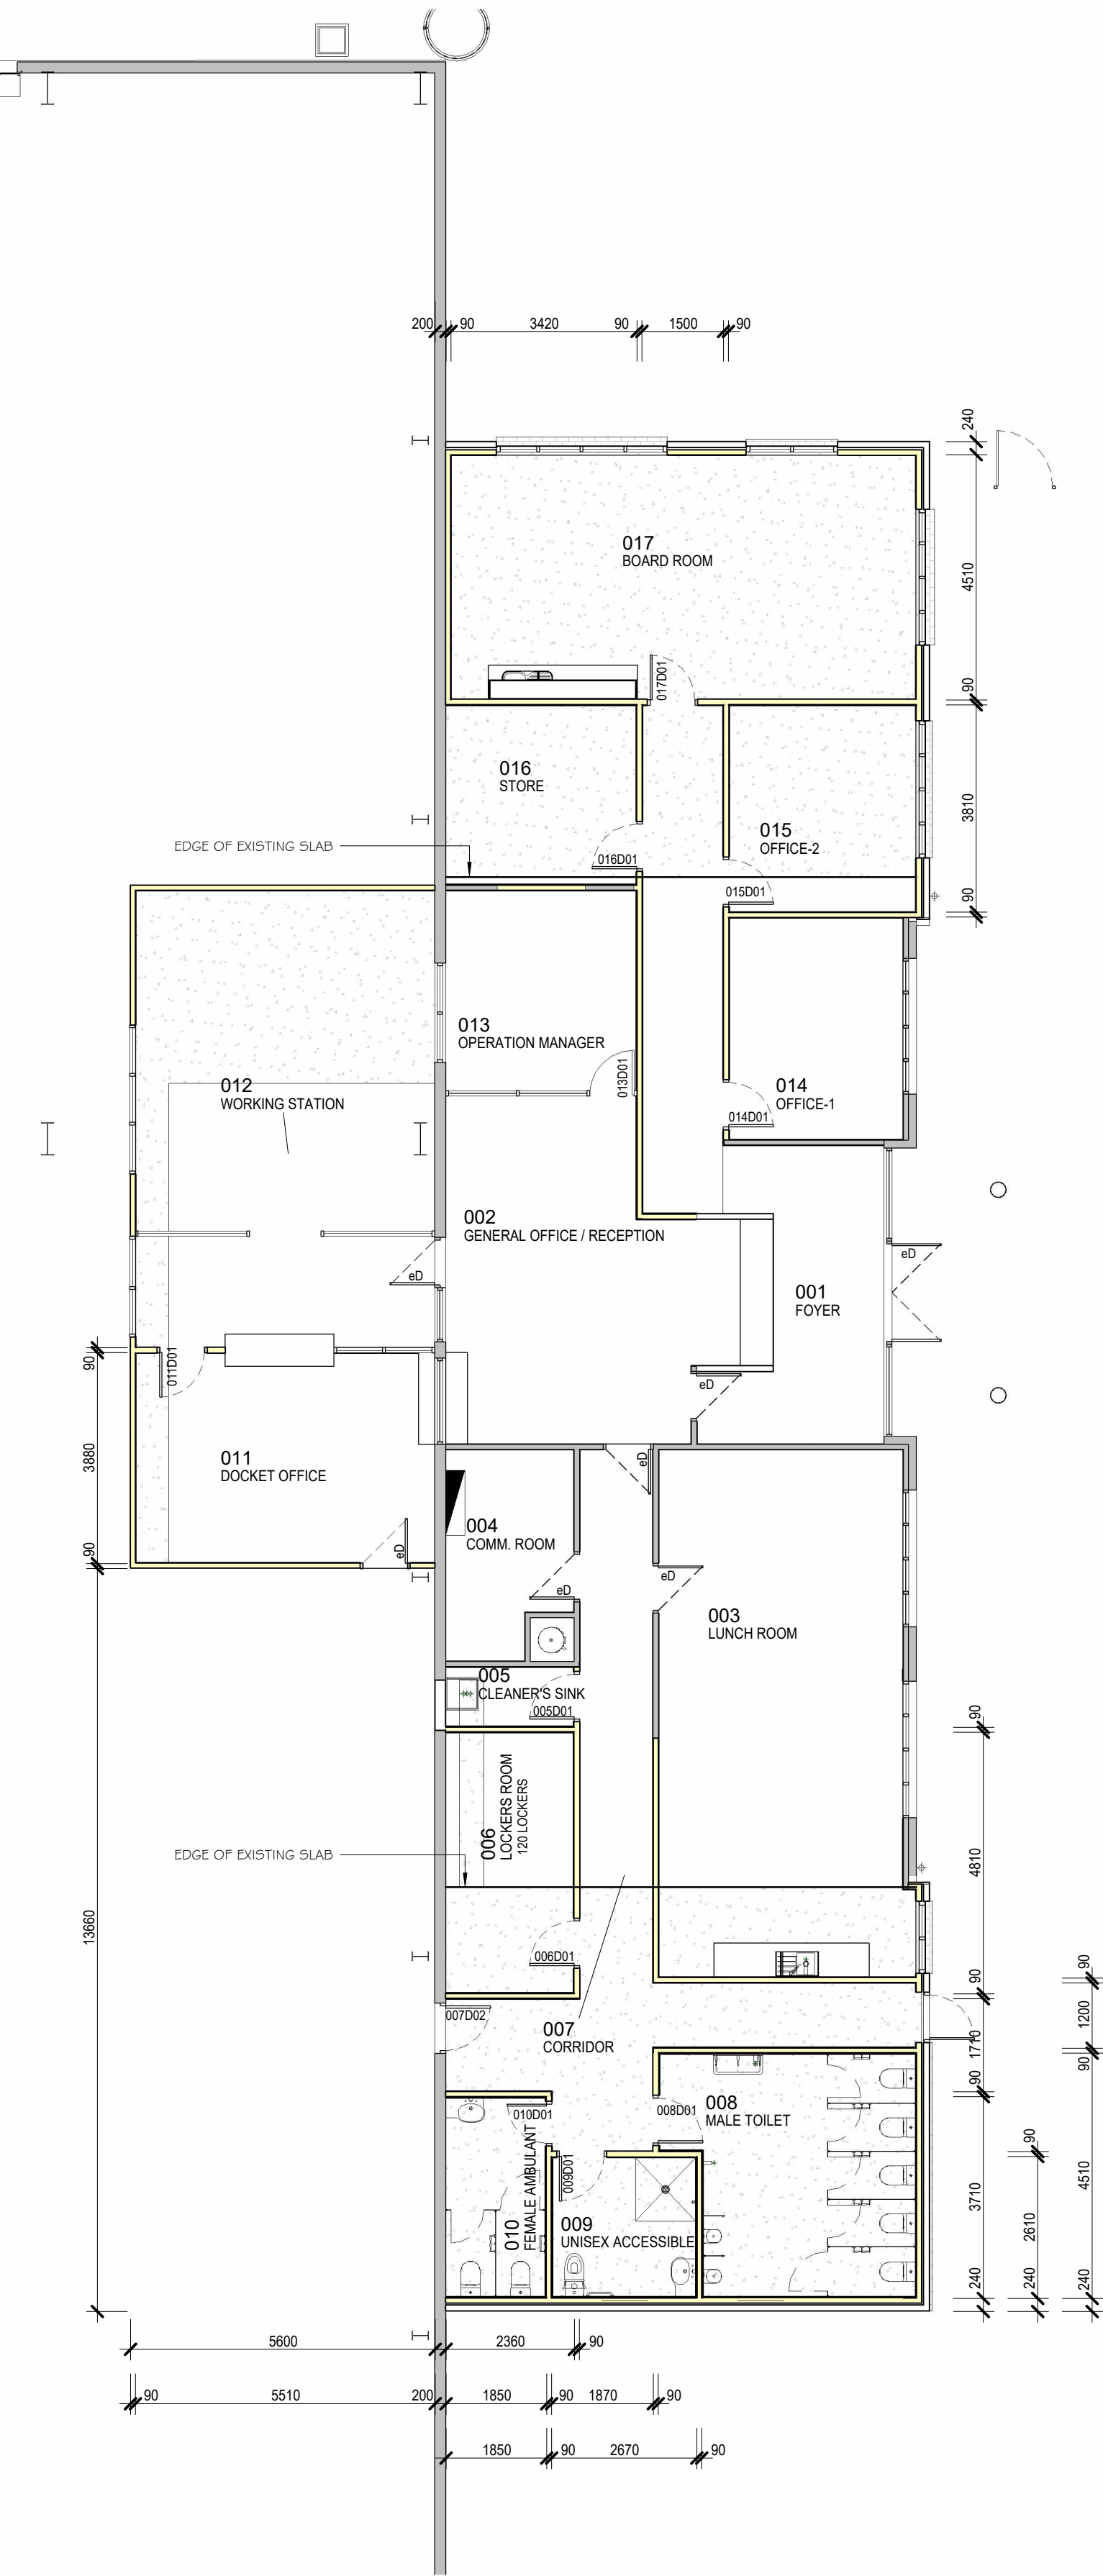 200
90
3420
90
1500
90
240
017
BOARD ROOM
4510
017D01
90
016
STORE
3810
015
OFFICE-2
EDGE OF EXISTING SLAB
016D01
015D01
90
013
OPERATION MANAGER
013D01
012
WORKING STATION
014
OFFICE-1
014D01
002
GENERAL OFFICE / RECEPTION
eD
eD
001
FOYER
90
011D01
eD
3880
011
DOCKET OFFICE
eD
004
COMM. ROOM
90
eD
eD
eD
003
LUNCH ROOM
005
CLEANER'S SINK
005D01
90
006
LOCKERS ROOM
120 LOCKERS
EDGE OF EXISTING SLAB
4810
13660
006D01
90
90
007D02
007
CORRIDOR
1710
1200
90
90
008
MALE TOILET
008D01
010D01
010
FEMALE AMBULANT
009D01
90
3710
2610
4510
009
UNISEX ACCESSIBLE
240
240
240
5600
2360
90
90
5510
200
1850
90
1870
90
1850
90
2670
90